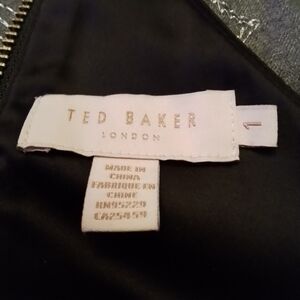 TED BAKER
LONDON
1
MADE IN
CHINA
FABRIQUE EN
CHINE
RN95229
CA25459